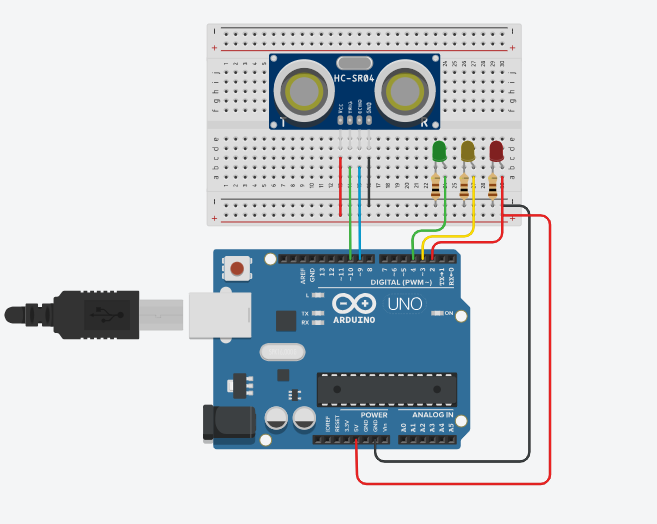 HC-SR04
VCC
TRIG
ECHO
GND
T
R
AREF
GND
13
12
~11
~10
~9
8
7
~6
~5
4
~3
2
TX→1
RX←0
DIGITAL (PWM~)
L
TX
RX
ARDUINO
UNO
ON
IOREF
RESET
3.3V
5V
GND
GND
Vin
POWER
ANALOG IN
A0
A1
A2
A3
A4
A5